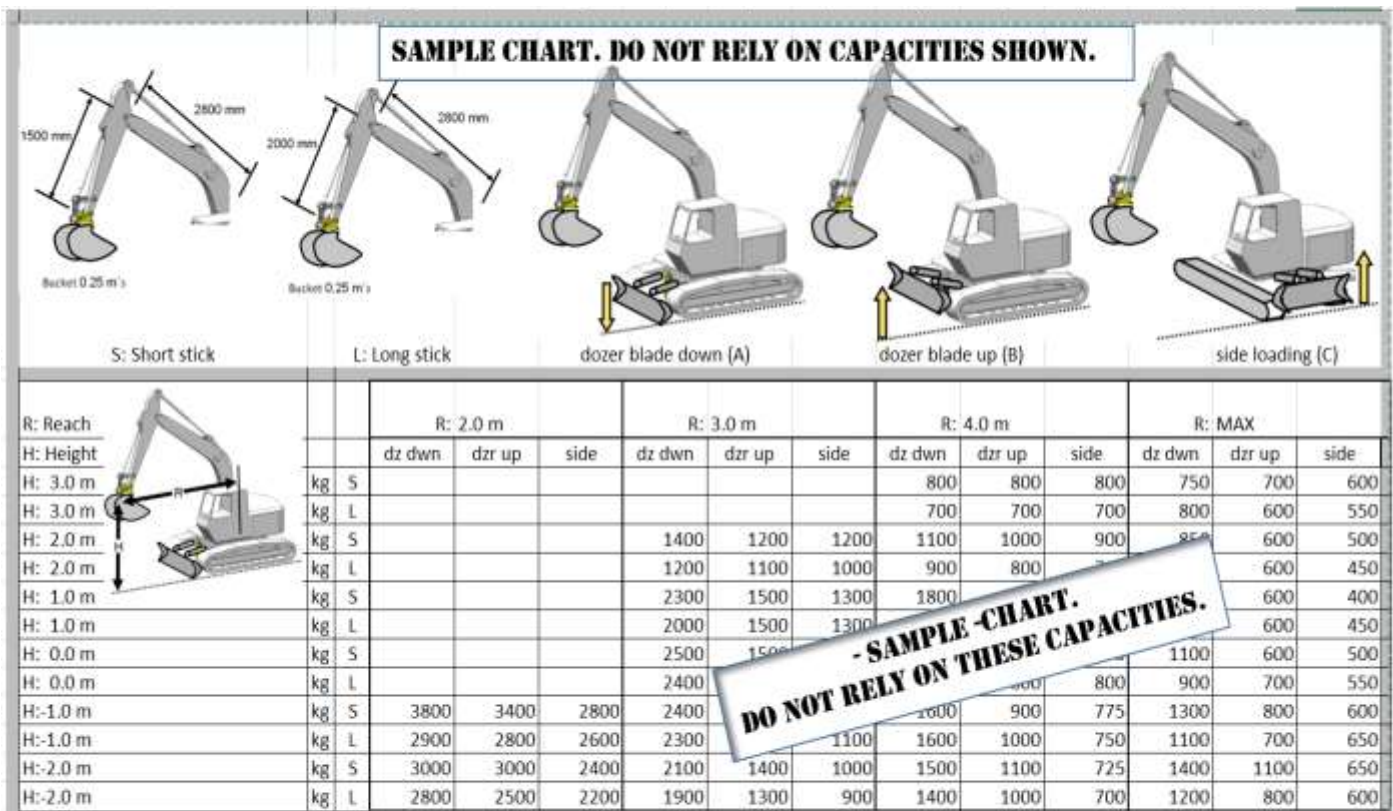 SAMPLE CHART. DO NOT RELY ON CAPACITIES SHOWN.
1500 mm
2800 mm
2000 mm
2800 mm
Bucket 0.25 m³s
Bucket 0,25 m³s
S: Short stick
L: Long stick
dozer blade down (A)
dozer blade up (B)
side loading (C)
R: Reach R: 2.0 m R: 3.0 m R: 4.0 m R: MAX
H: Height dz dwn dzr up side dz dwn dzr up side dz dwn dzr up side dz dwn dzr up side
H: 3.0 m kg S 800 800 800 750 700 600
H: 3.0 m kg L 700 700 700 800 600 550
H: 2.0 m kg S 1400 1200 1200 1100 1000 900 600 500
H: 2.0 m kg L 1200 1100 1000 900 800 600 450
H: 1.0 m kg S 2300 1500 1300 1800 600 400
H: 1.0 m kg L 2000 1500 1300 600 450
H: 0.0 m kg S 2500 1100 600 500
H: 0.0 m kg L 2400 800 900 700 550
H:-1.0 m kg S 3800 3400 2800 2400 1600 900 775 1300 800 600
H:-1.0 m kg L 2900 2800 2600 2300 1100 1600 1000 750 1100 700 650
H:-2.0 m kg S 3000 3000 2400 2100 1400 1000 1500 1100 725 1400 1100 650
H:-2.0 m kg L 2800 2500 2200 1900 1300 900 1400 1000 700 1200 800 600
R
H
- SAMPLE -CHART.
DO NOT RELY ON THESE CAPACITIES.